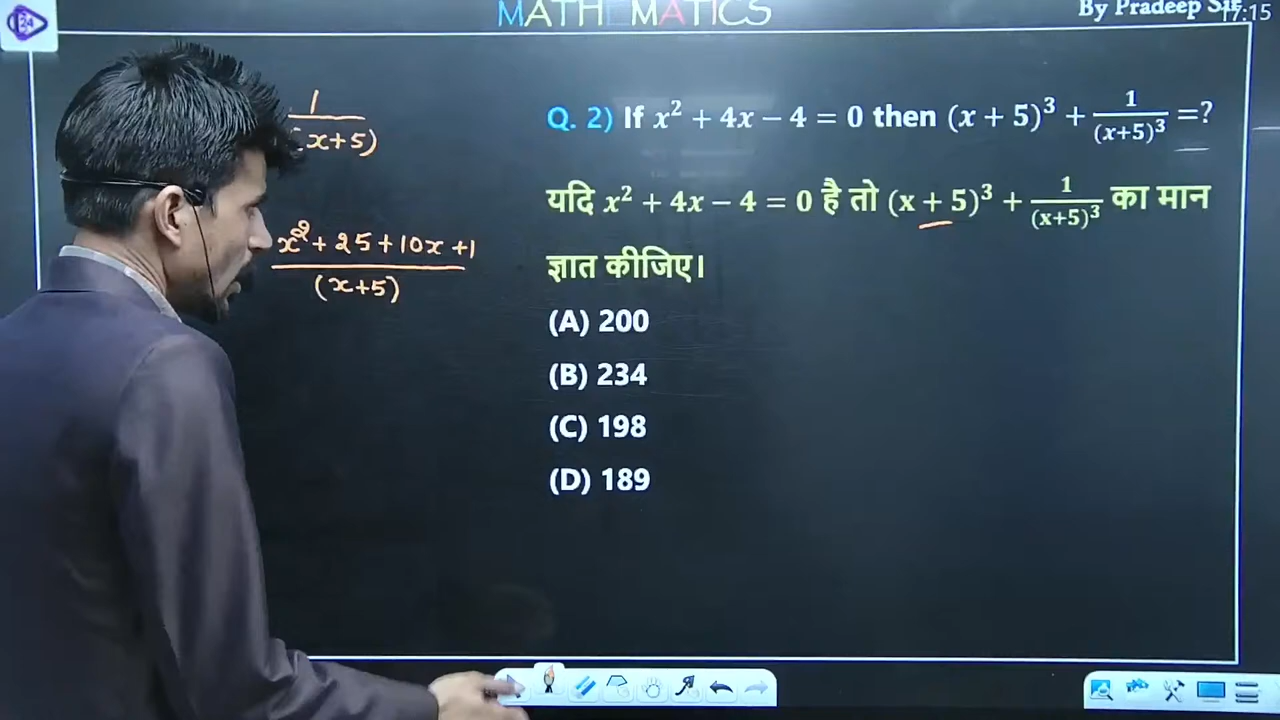 MATHEMATICS
By Pradeep Sir
17:15
1
(x+5)
x²+25+10x+1
(x+5)
Q. 2) If x² + 4x − 4 = 0 then (x + 5)³ + 1/(x+5)³ =?
यदि x² + 4x − 4 = 0 है तो (x + 5)³ + 1/(x+5)³ का मान
ज्ञात कीजिए।
(A) 200
(B) 234
(C) 198
(D) 189